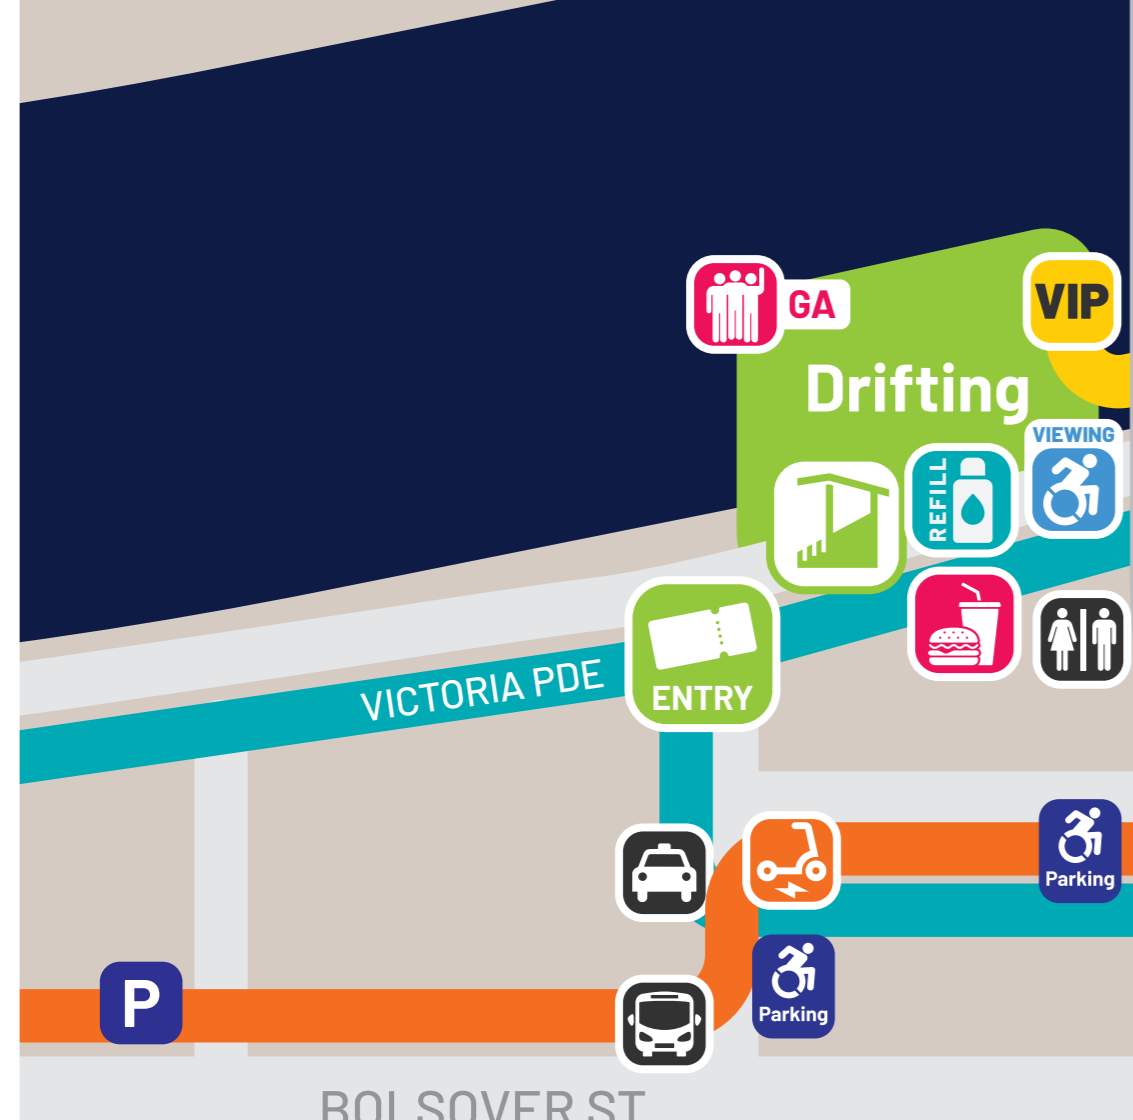 GA
VIP
Drifting
VIEWING
REFILL
VICTORIA PDE
ENTRY
Parking
P
Parking
BOLSOVER ST